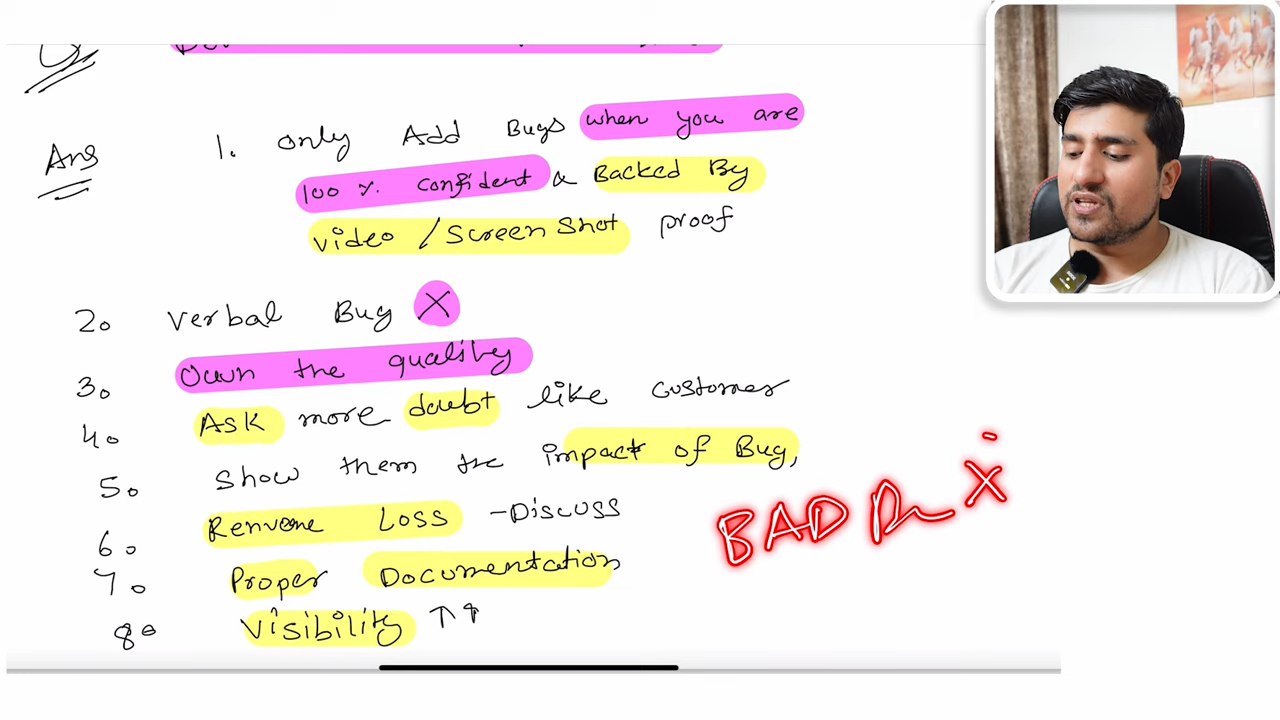 Ans
1. Only Add Bugs when you are
100 % confident & Backed By
video / Screen Shot proof
2. Verbal Bug X
3. Own the quality
4. Ask more doubt like customer
5. Show them the impact of Bug,
6. Renvene Loss - Discuss
7. Proper Documentation
8. Visibility ↑↑
BAD X